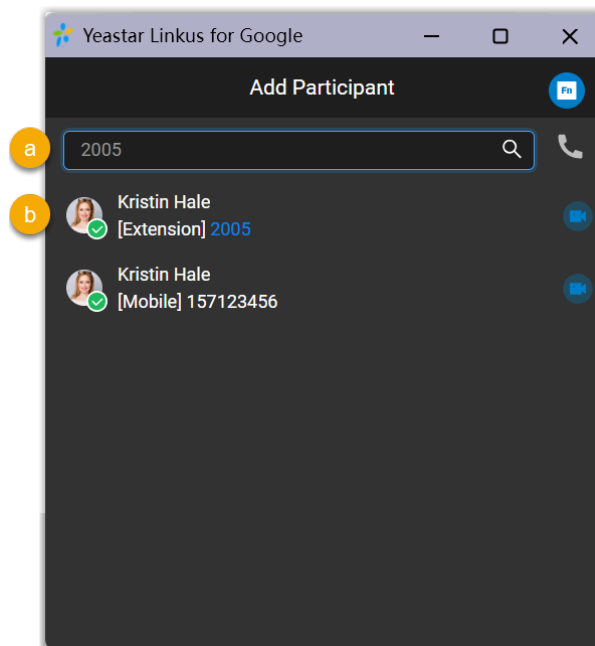 Yeastar Linkus for Google
Add Participant
Fn
a
2005
b
Kristin Hale
[Extension] 2005
Kristin Hale
[Mobile] 157123456